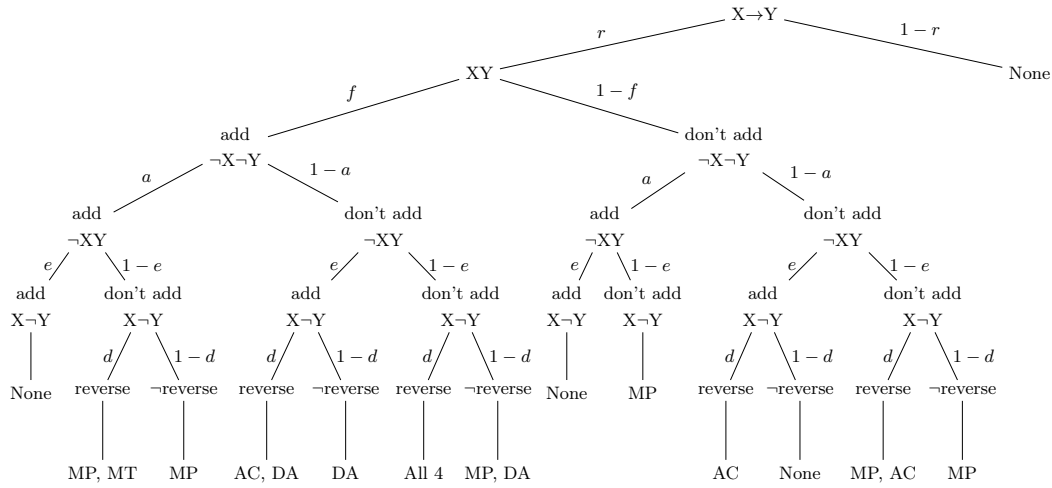 X→Y
r
1 − r
XY
None
f
1 − f
add
don't add
¬X¬Y
¬X¬Y
a
1 − a
a
1 − a
add
don't add
add
don't add
¬XY
¬XY
¬XY
¬XY
e
1 − e
e
1 − e
e
1 − e
e
1 − e
add
don't add
add
don't add
add
don't add
add
don't add
X¬Y
X¬Y
X¬Y
X¬Y
X¬Y
X¬Y
X¬Y
X¬Y
d
1 − d
d
1 − d
d
1 − d
d
1 − d
d
1 − d
None
reverse
¬reverse
reverse
¬reverse
reverse
¬reverse
None
MP
reverse
¬reverse
reverse
¬reverse
MP, MT
MP
AC, DA
DA
All 4
MP, DA
AC
None
MP, AC
MP